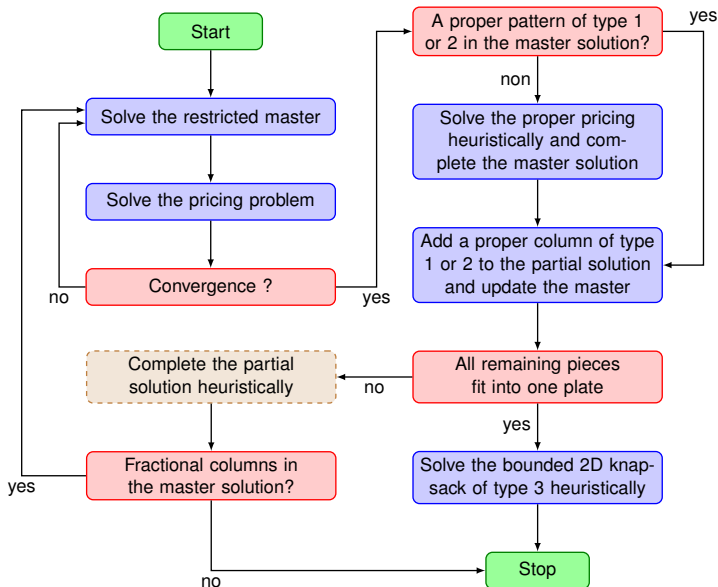 Start
Solve the restricted master
Solve the pricing problem
Convergence ?
no
yes
A proper pattern of type 1
or 2 in the master solution?
yes
non
Solve the proper pricing
heuristically and com-
plete the master solution
Add a proper column of type
1 or 2 to the partial solution
and update the master
All remaining pieces
fit into one plate
no
yes
Complete the partial
solution heuristically
Fractional columns in
the master solution?
yes
no
Solve the bounded 2D knap-
sack of type 3 heuristically
Stop